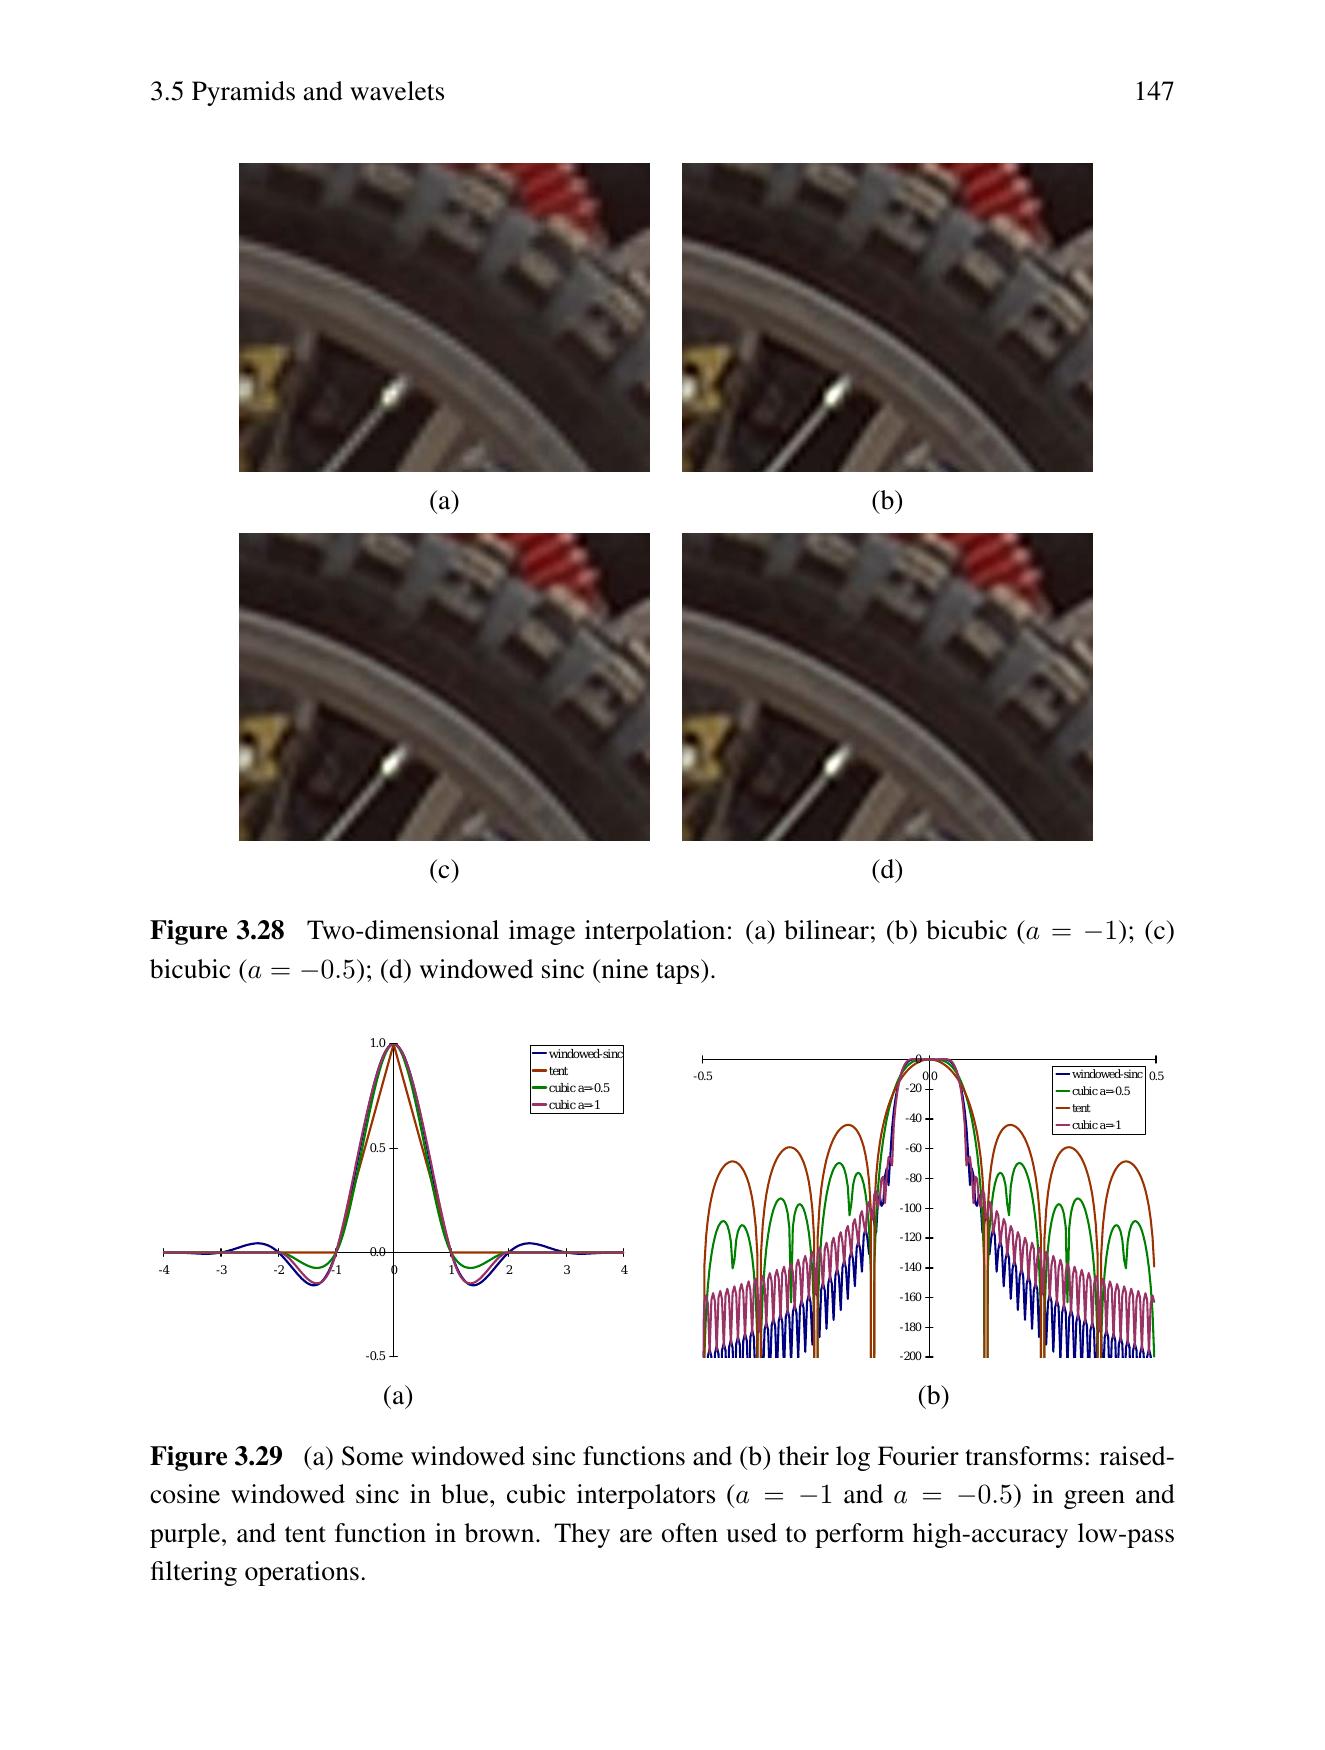 3.5 Pyramids and wavelets 147
(a) (b)
(c) (d)
Figure 3.28 Two-dimensional image interpolation: (a) bilinear; (b) bicubic (a = −1); (c)
bicubic (a = −0.5); (d) windowed sinc (nine taps).
1.0
0.5
0.0
-0.5
-4 -3 -2 -1 0 1 2 3 4
windowed-sinc
tent
cubic a=-0.5
cubic a=-1
(a)
0
-20
-40
-60
-80
-100
-120
-140
-160
-180
-200
-0.5 0.0 0.5
windowed-sinc
cubic a=-0.5
tent
cubic a=-1
(b)
Figure 3.29 (a) Some windowed sinc functions and (b) their log Fourier transforms: raised-
cosine windowed sinc in blue, cubic interpolators (a = −1 and a = −0.5) in green and
purple, and tent function in brown. They are often used to perform high-accuracy low-pass
filtering operations.